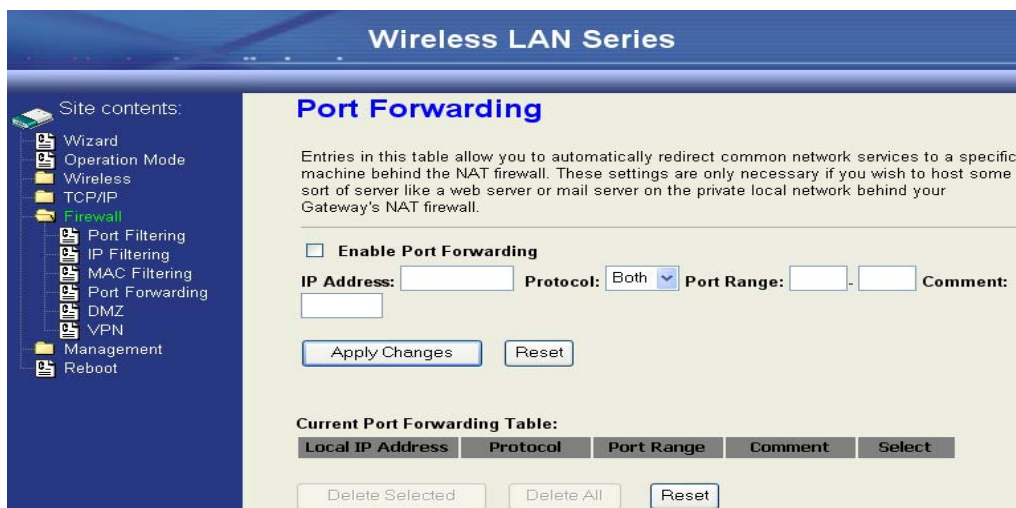 Wireless LAN Series
Site contents:
Wizard
Operation Mode
Wireless
TCP/IP
Firewall
Port Filtering
IP Filtering
MAC Filtering
Port Forwarding
DMZ
VPN
Management
Reboot
Port Forwarding
Entries in this table allow you to automatically redirect common network services to a specific
machine behind the NAT firewall. These settings are only necessary if you wish to host some
sort of server like a web server or mail server on the private local network behind your
Gateway's NAT firewall.
Enable Port Forwarding
IP Address: Protocol: Both Port Range: - Comment:
Apply Changes Reset
Current Port Forwarding Table:
Local IP Address Protocol Port Range Comment Select
Delete Selected Delete All Reset